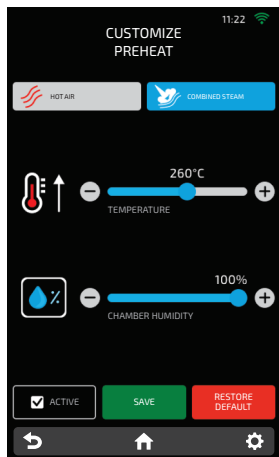 11:22
CUSTOMIZE
PREHEAT
HOT AIR
COMBINED STEAM
260°C
TEMPERATURE
%
100%
CHAMBER HUMIDITY
ACTIVE
SAVE
RESTORE
DEFAULT